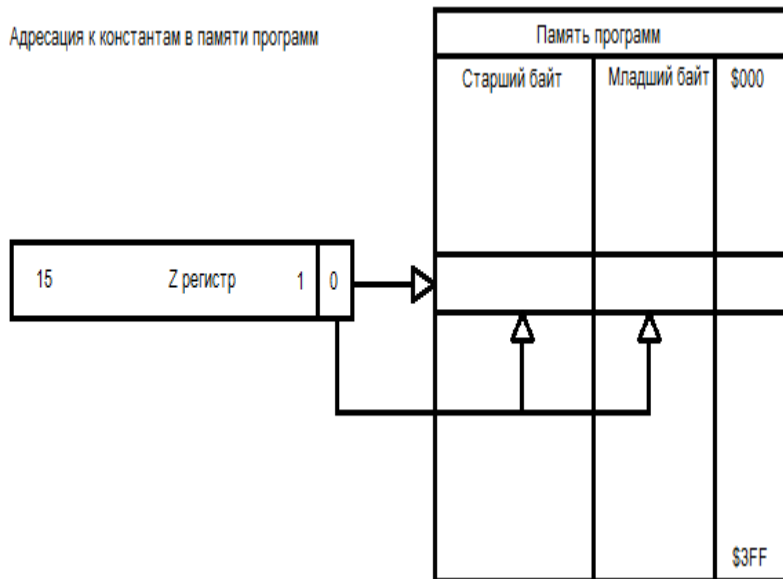 Адресация к константам в памяти программ
Память программ
Старший байт
Младший байт
$000
15
Z регистр
1
0
$3FF